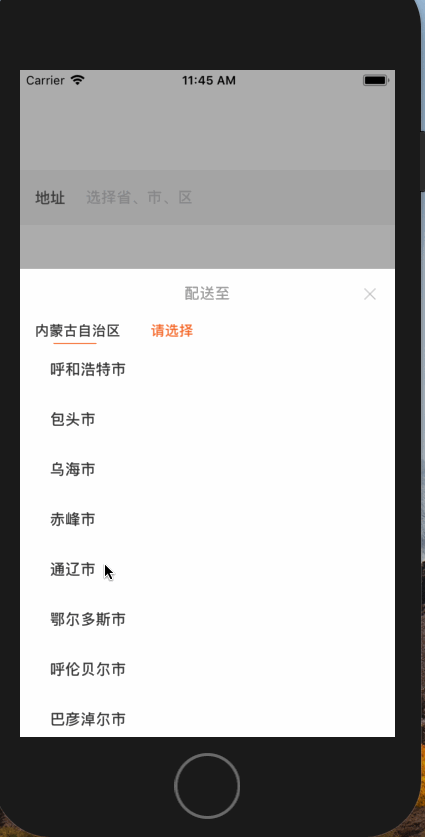 Carrier 11:45 AM
地址 选择省、市、区
配送至
内蒙古自治区 请选择
呼和浩特市
包头市
乌海市
赤峰市
通辽市
鄂尔多斯市
呼伦贝尔市
巴彦淖尔市